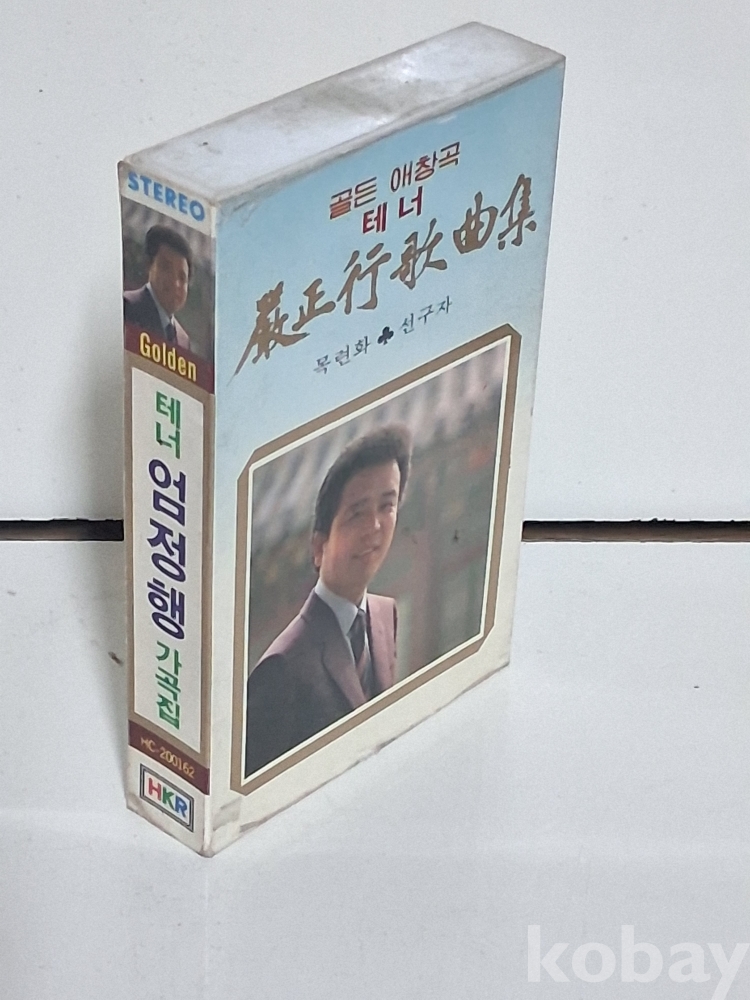 STEREO
Golden
테너
엄정행
가곡집
HC-200162
HKR
골든 애창곡
테너
嚴正行歌曲集
목련화 ♣ 선구자
kobay